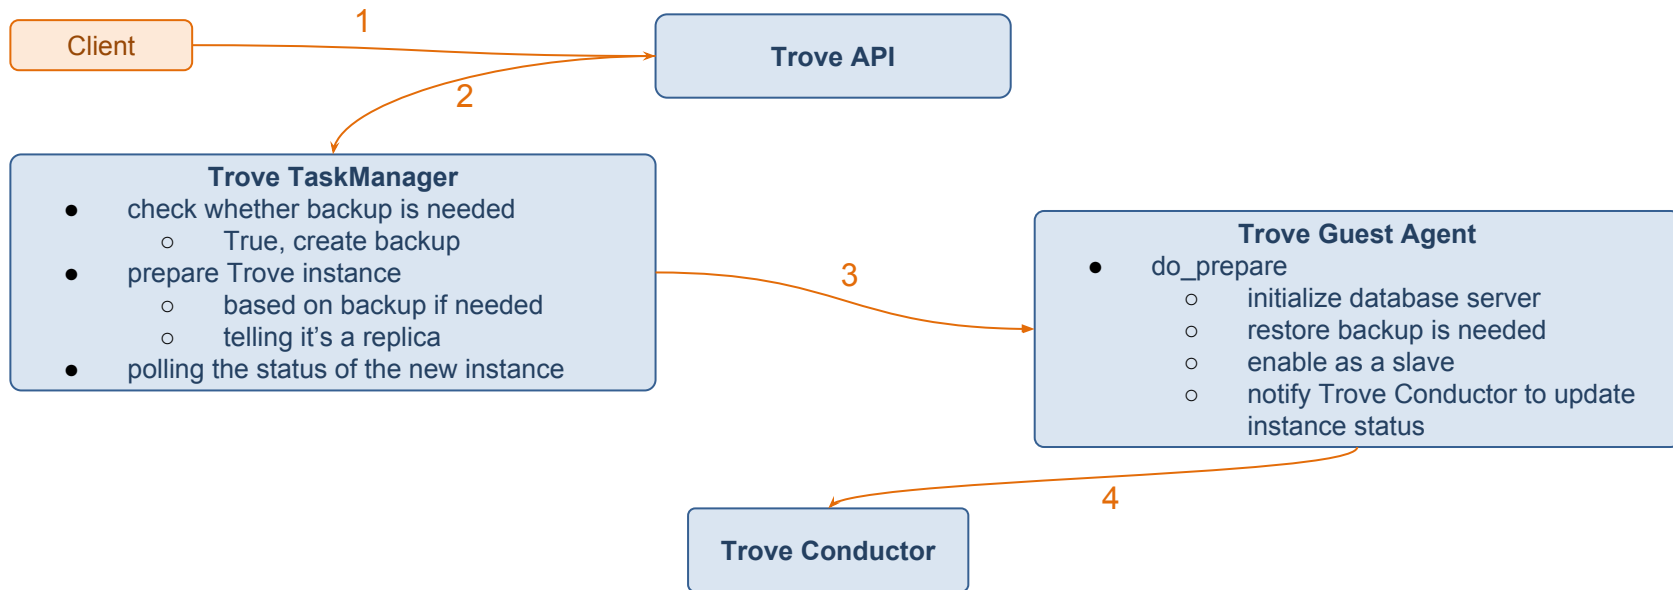 Client
1
Trove API
2
Trove TaskManager
● check whether backup is needed
○ True, create backup
● prepare Trove instance
○ based on backup if needed
○ telling it’s a replica
● polling the status of the new instance
3
Trove Guest Agent
● do_prepare
○ initialize database server
○ restore backup is needed
○ enable as a slave
○ notify Trove Conductor to update
instance status
4
Trove Conductor